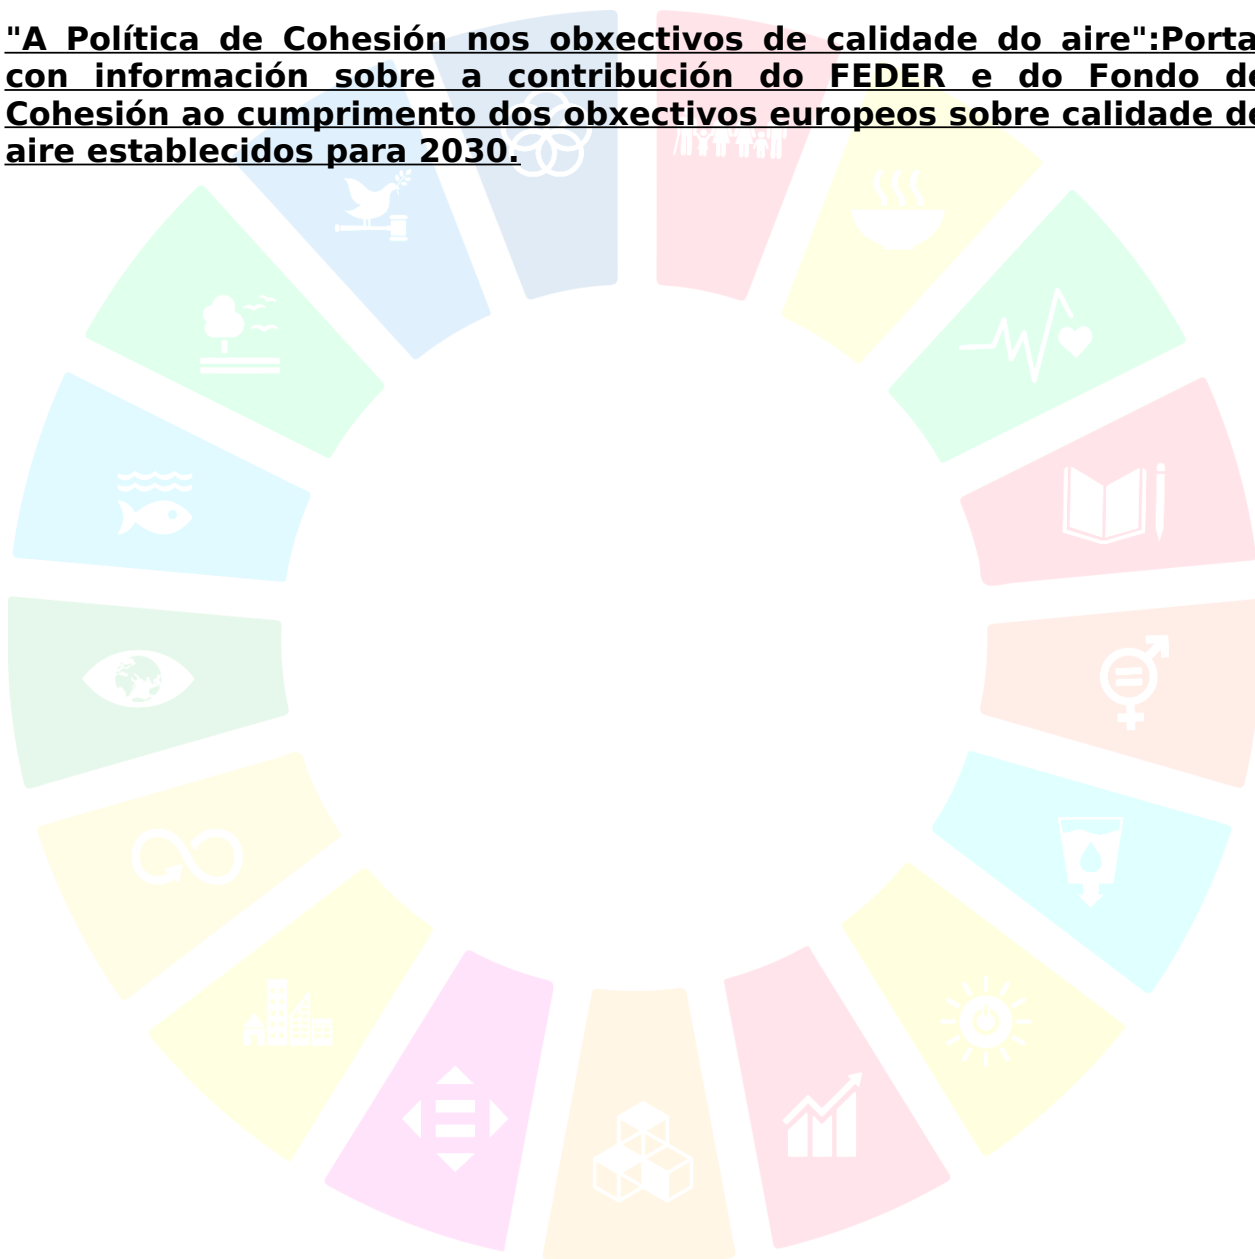 "A Política de Cohesión nos obxectivos de calidade do aire":Porta
con información sobre a contribución do FEDER e do Fondo de
Cohesión ao cumprimento dos obxectivos europeos sobre calidade do
aire establecidos para 2030.